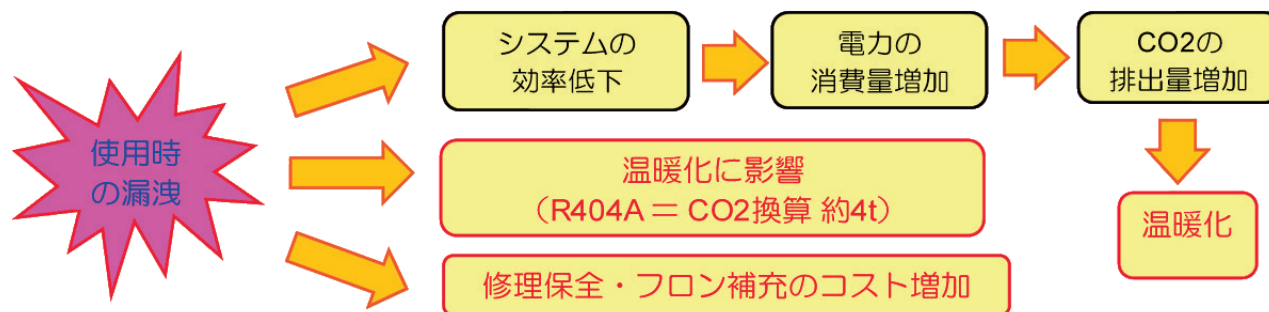 使用時
の漏洩
システムの
効率低下
電力の
消費量増加
CO2の
排出量増加
温暖化に影響
（R404A＝CO2換算 約4t）
温暖化
修理保全・フロン補充のコスト増加